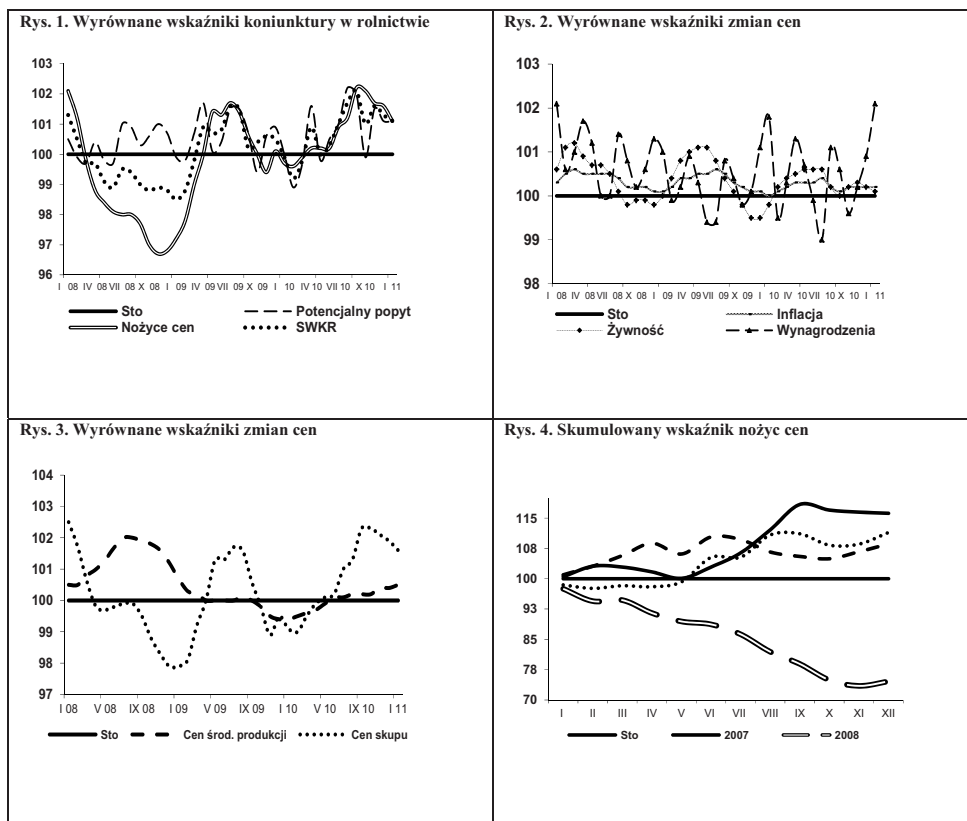 Rys. 1. Wyrównane wskaźniki koniunktury w rolnictwie
103
102
101
100
99
98
97
96
I 08 IV 08 VII 08 X 08 I 09 IV 09 VII 09 X 09 I 10 IV 10 VII 10 X 10 I 11
Sto Potencjalny popyt
Nożyce cen SWKR
Rys. 2. Wyrównane wskaźniki zmian cen
103
102
101
100
99
98
I 08 IV 08 VII 08 X 08 I 09 IV 09 VII 09 X 09 I 10 IV 10 VII 10 X 10 I 11
Sto Inflacja
Żywność Wynagrodzenia
Rys. 3. Wyrównane wskaźniki zmian cen
104
103
102
101
100
99
98
97
I 08 V 08 IX 08 I 09 V 09 IX 09 I 10 V 10 IX 10 I 11
Sto Cen środ. produkcji Cen skupu
Rys. 4. Skumulowany wskaźnik nożyc cen
115
108
100
93
85
78
70
I II III IV V VI VII VIII IX X XI XII
Sto 2007 2008